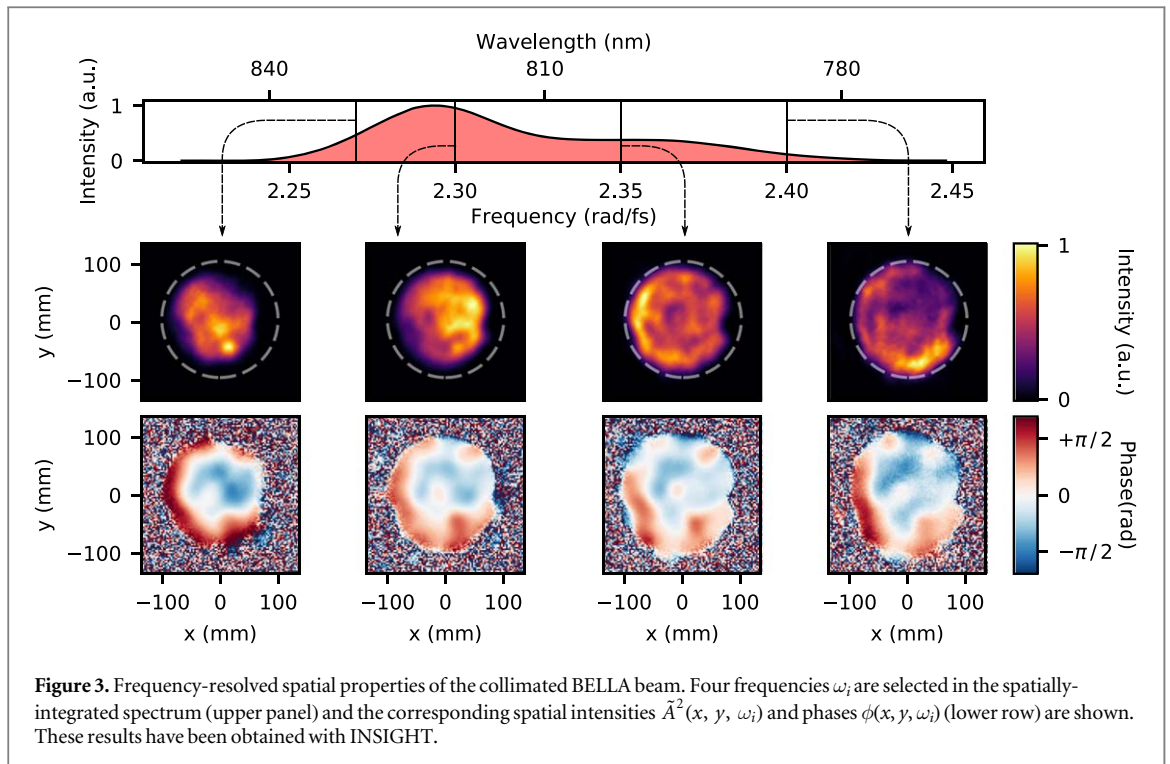 Wavelength (nm)
840 810 780
Intensity (a.u.)
1
0
2.25 2.30 2.35 2.40 2.45
Frequency (rad/fs)
y (mm)
100
0
−100
1
0
Intensity (a.u.)
y (mm)
100
0
−100
+π/2
0
−π/2
Phase(rad)
−100 0 100 −100 0 100 −100 0 100 −100 0 100
x (mm) x (mm) x (mm) x (mm)
Figure 3. Frequency-resolved spatial properties of the collimated BELLA beam. Four frequencies ωᵢ are selected in the spatially-
integrated spectrum (upper panel) and the corresponding spatial intensities Ã²(x, y, ωᵢ) and phases ϕ(x, y, ωᵢ) (lower row) are shown.
These results have been obtained with INSIGHT.